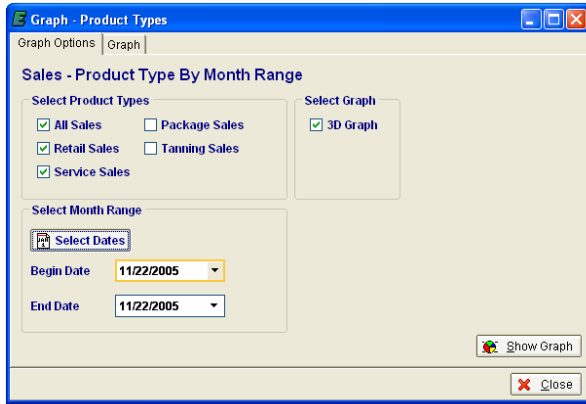 Graph - Product Types
Graph Options Graph
Sales - Product Type By Month Range
Select Product Types
All Sales Package Sales
Retail Sales Tanning Sales
Service Sales
Select Graph
3D Graph
Select Month Range
Select Dates
Begin Date 11/22/2005
End Date 11/22/2005
Show Graph
Close